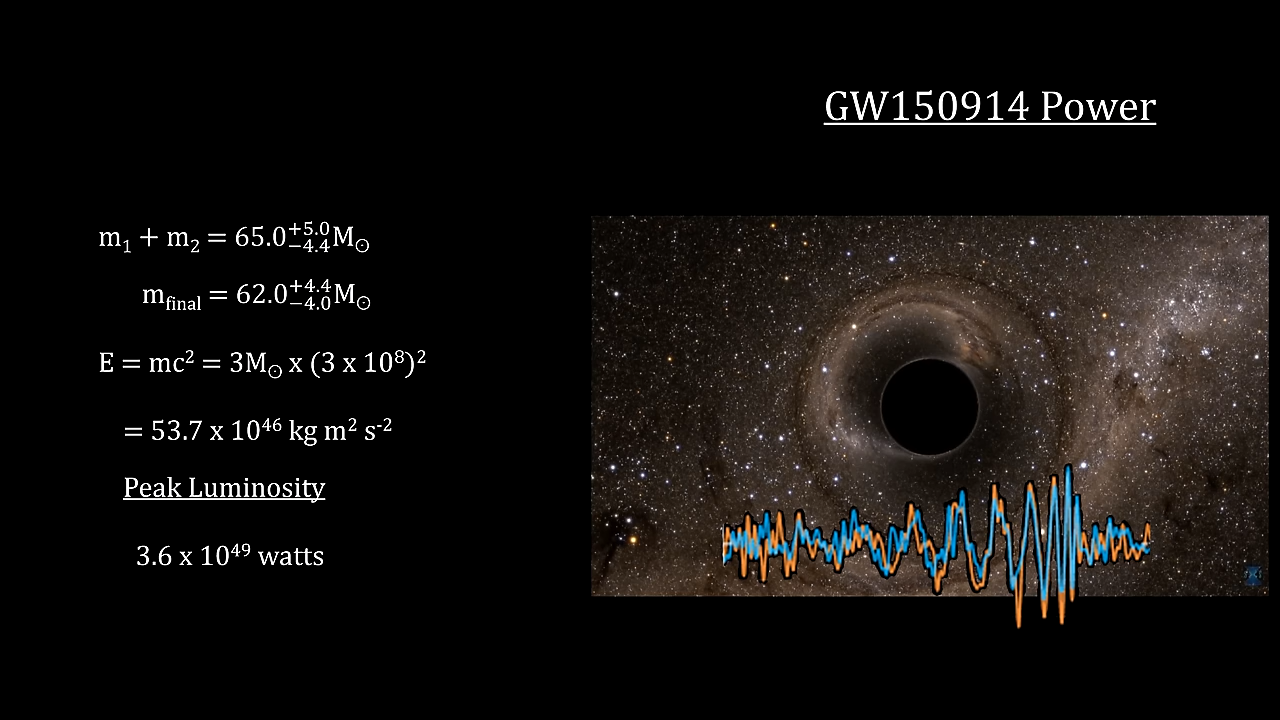 GW150914 Power
m₁ + m₂ = 65.0⁺⁵·⁰₋₄.₄M☉
m_final = 62.0⁺⁴·⁴₋₄.₀M☉
E = mc² = 3M☉ x (3 x 10⁸)²
= 53.7 x 10⁴⁶ kg m² s⁻²
Peak Luminosity
3.6 x 10⁴⁹ watts